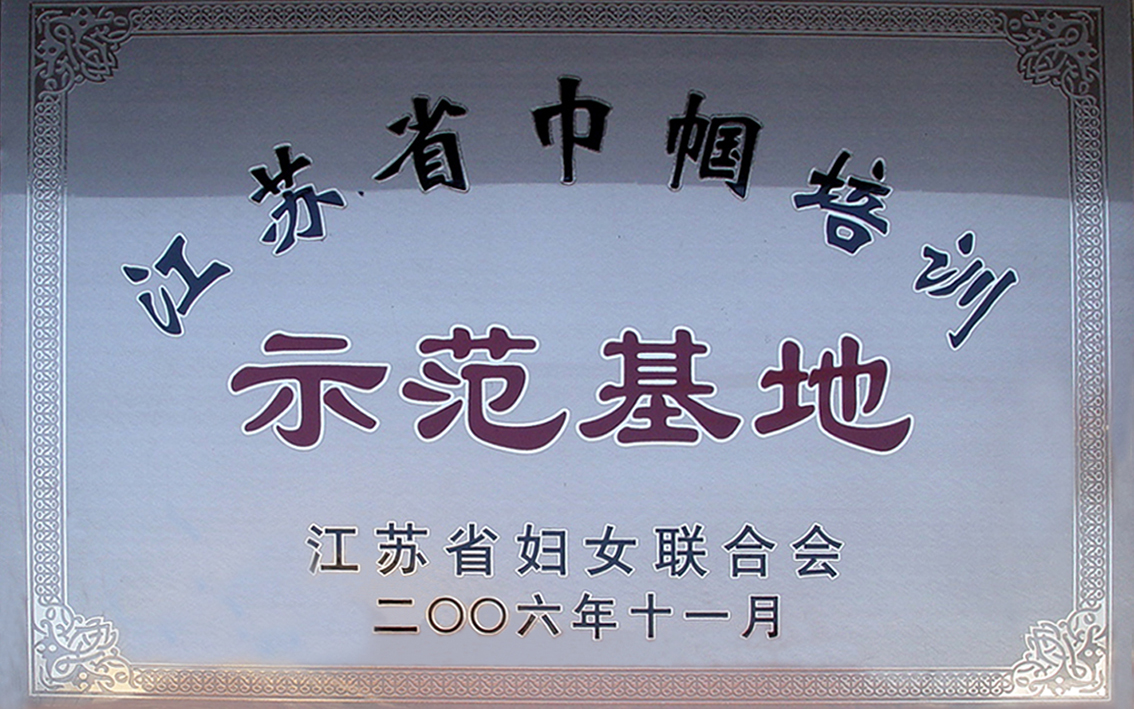 江苏省巾帼培训
示范基地
江苏省妇女联合会
二〇〇六年十一月